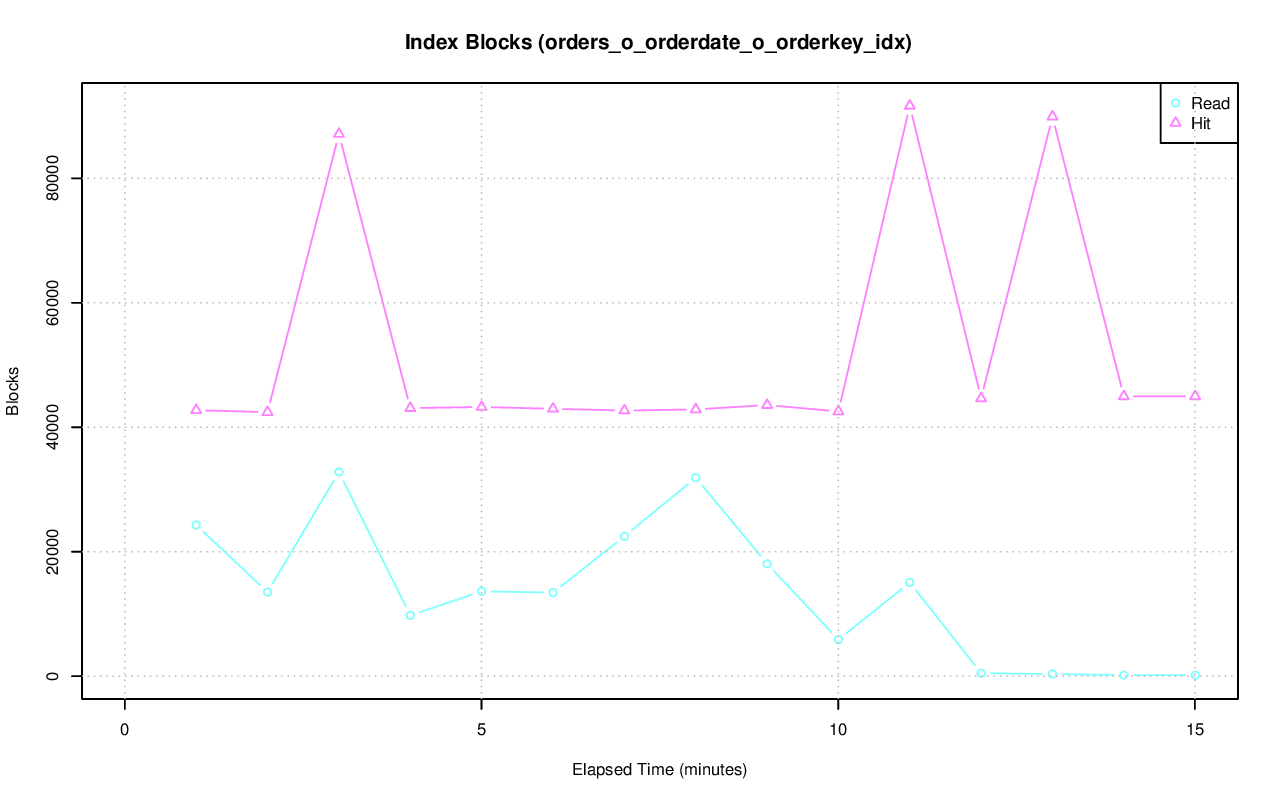 Index Blocks (orders_o_orderdate_o_orderkey_idx)
Read
Hit
Blocks
80000
60000
40000
20000
0
0 5 10 15
Elapsed Time (minutes)